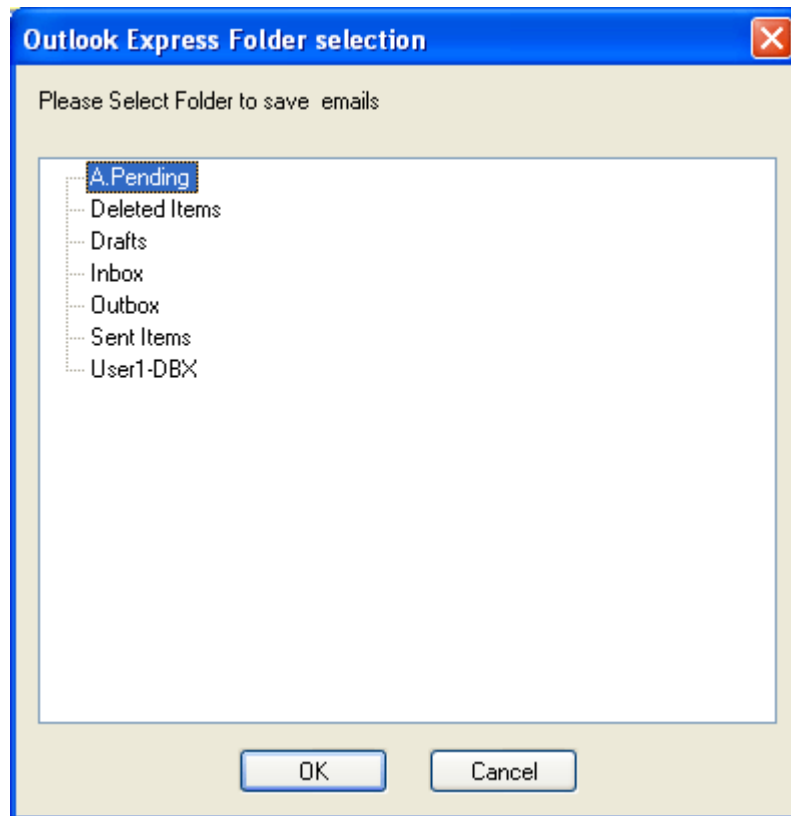 Outlook Express Folder selection
Please Select Folder to save  emails
A.Pending
Deleted Items
Drafts
Inbox
Outbox
Sent Items
User1-DBX
OK
Cancel